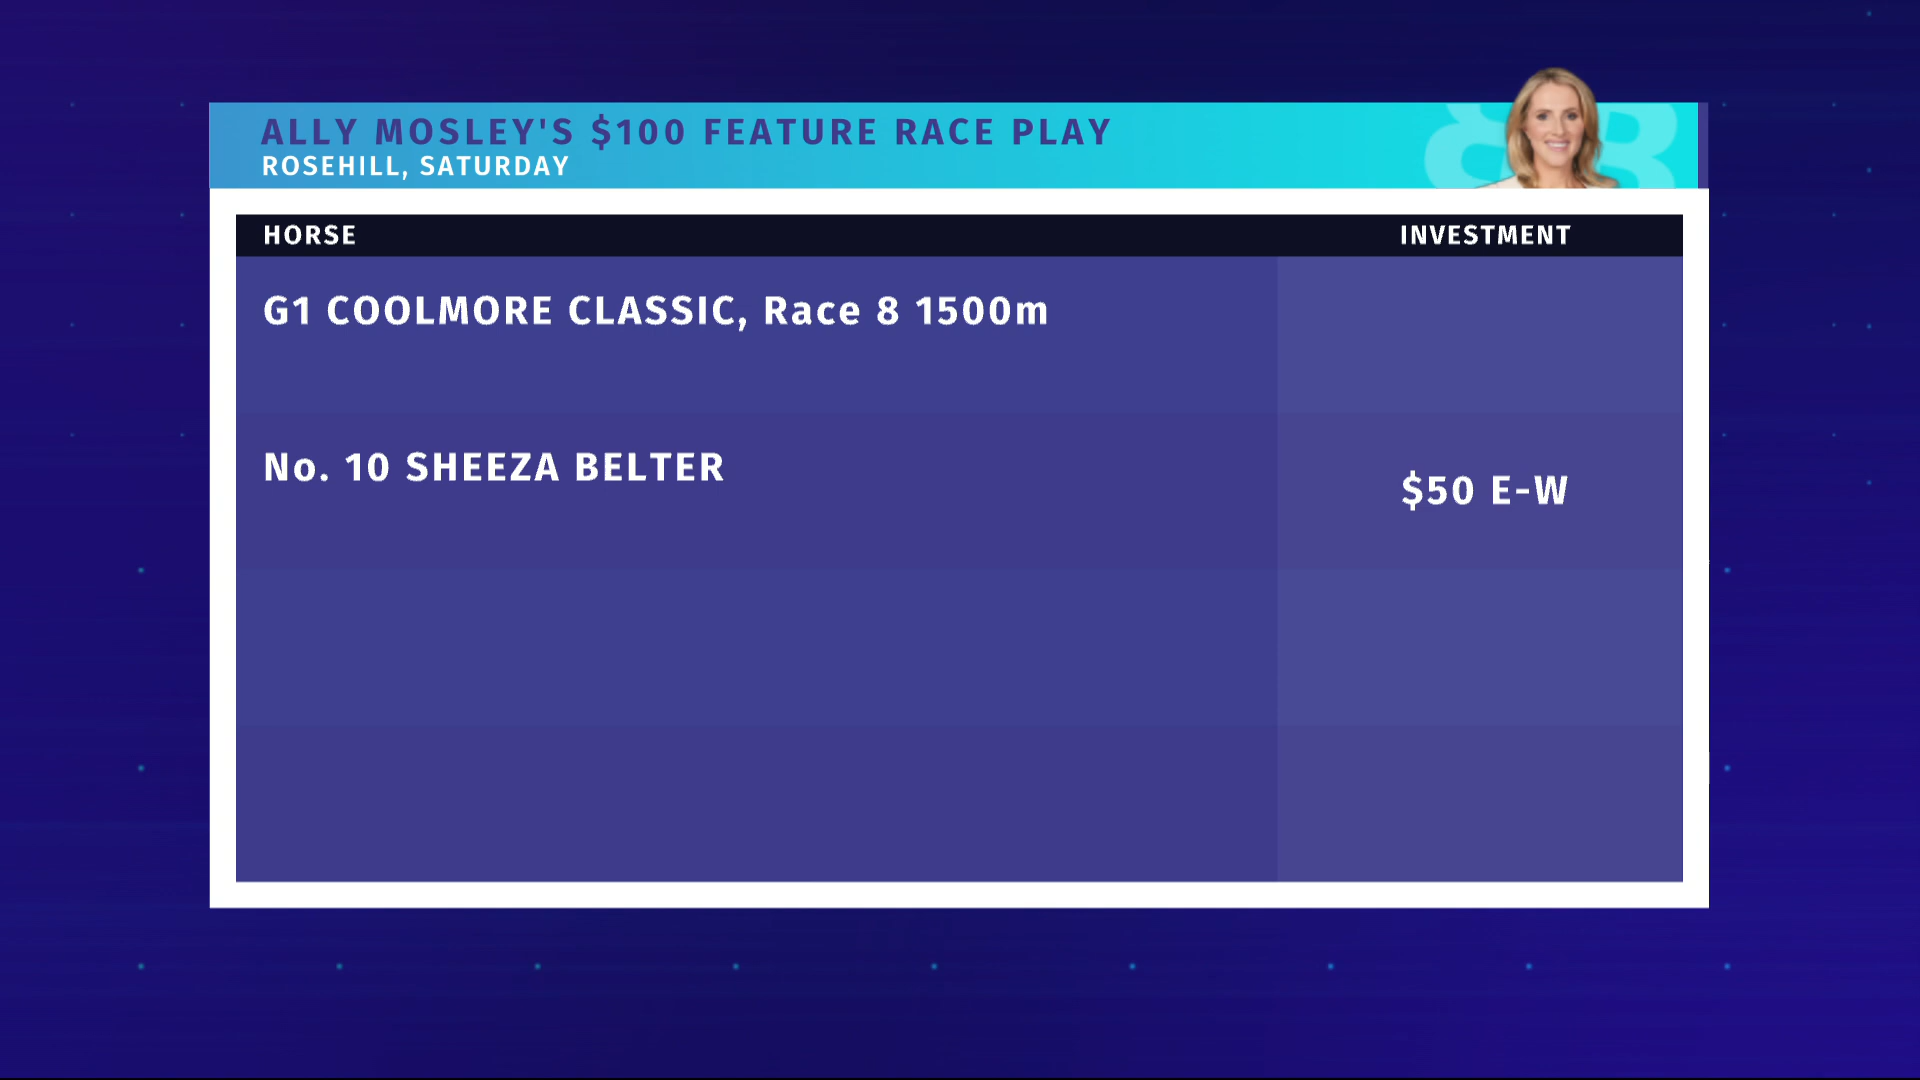 ALLY MOSLEY'S $100 FEATURE RACE PLAY
ROSEHILL, SATURDAY
HORSE INVESTMENT
G1 COOLMORE CLASSIC, Race 8 1500m
No. 10 SHEEZA BELTER
$50 E-W